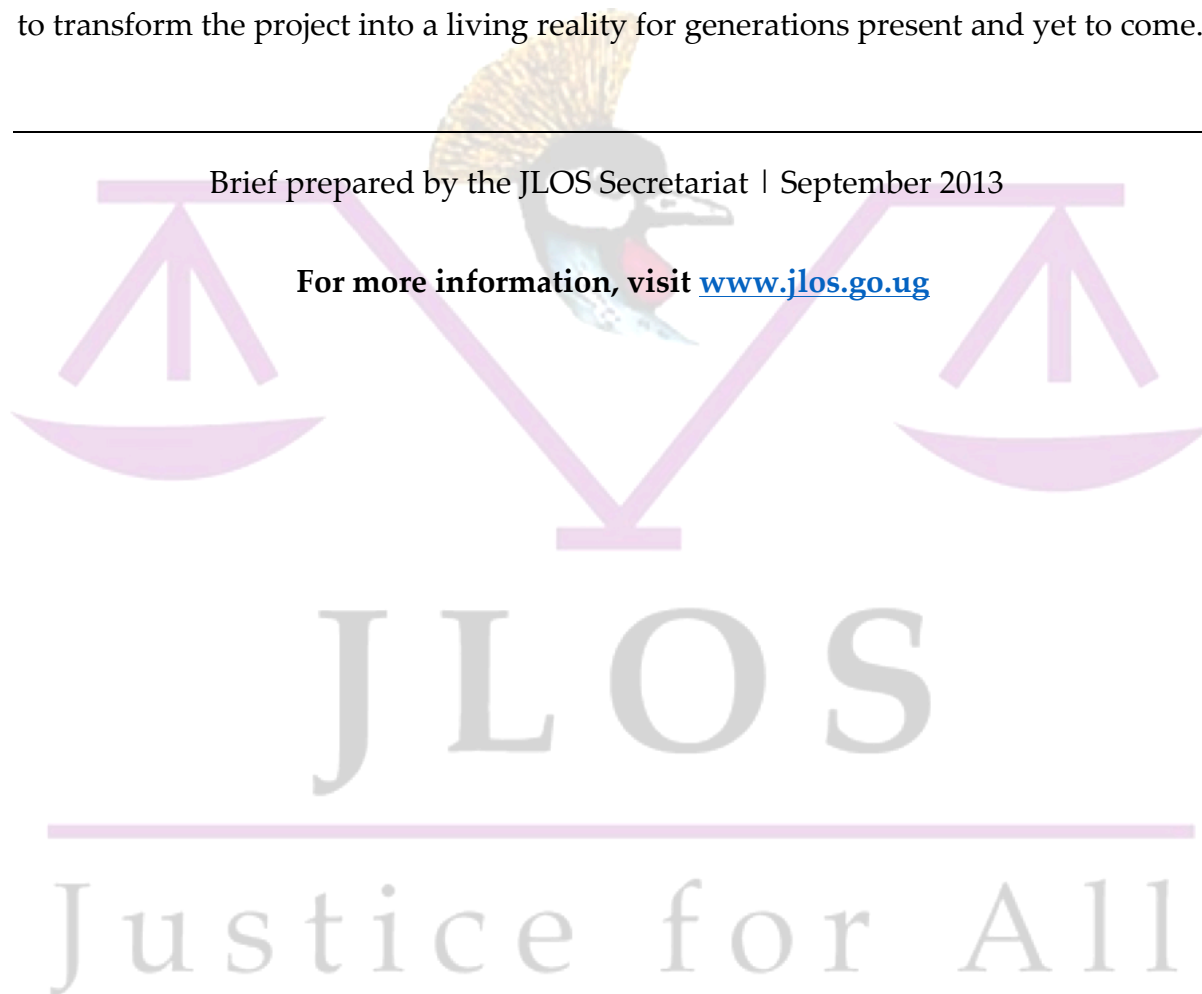 to transform the project into a living reality for generations present and yet to come.
Brief prepared by the JLOS Secretariat | September 2013
For more information, visit www.jlos.go.ug
JLOS
Justice for All